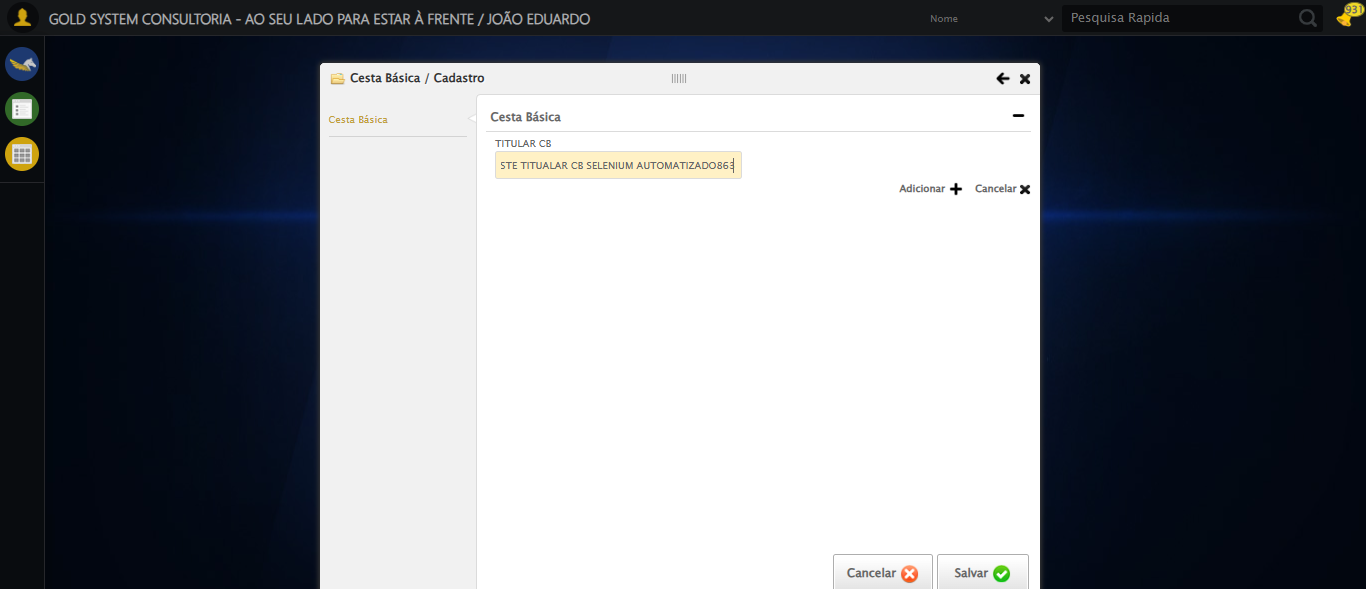 GOLD SYSTEM CONSULTORIA - AO SEU LADO PARA ESTAR À FRENTE / JOÃO EDUARDO
Nome
Pesquisa Rapida
931
Cesta Básica / Cadastro
Cesta Básica
Cesta Básica
TITULAR CB
STE TITUALAR CB SELENIUM AUTOMATIZADO863
Adicionar
Cancelar
Cancelar
Salvar